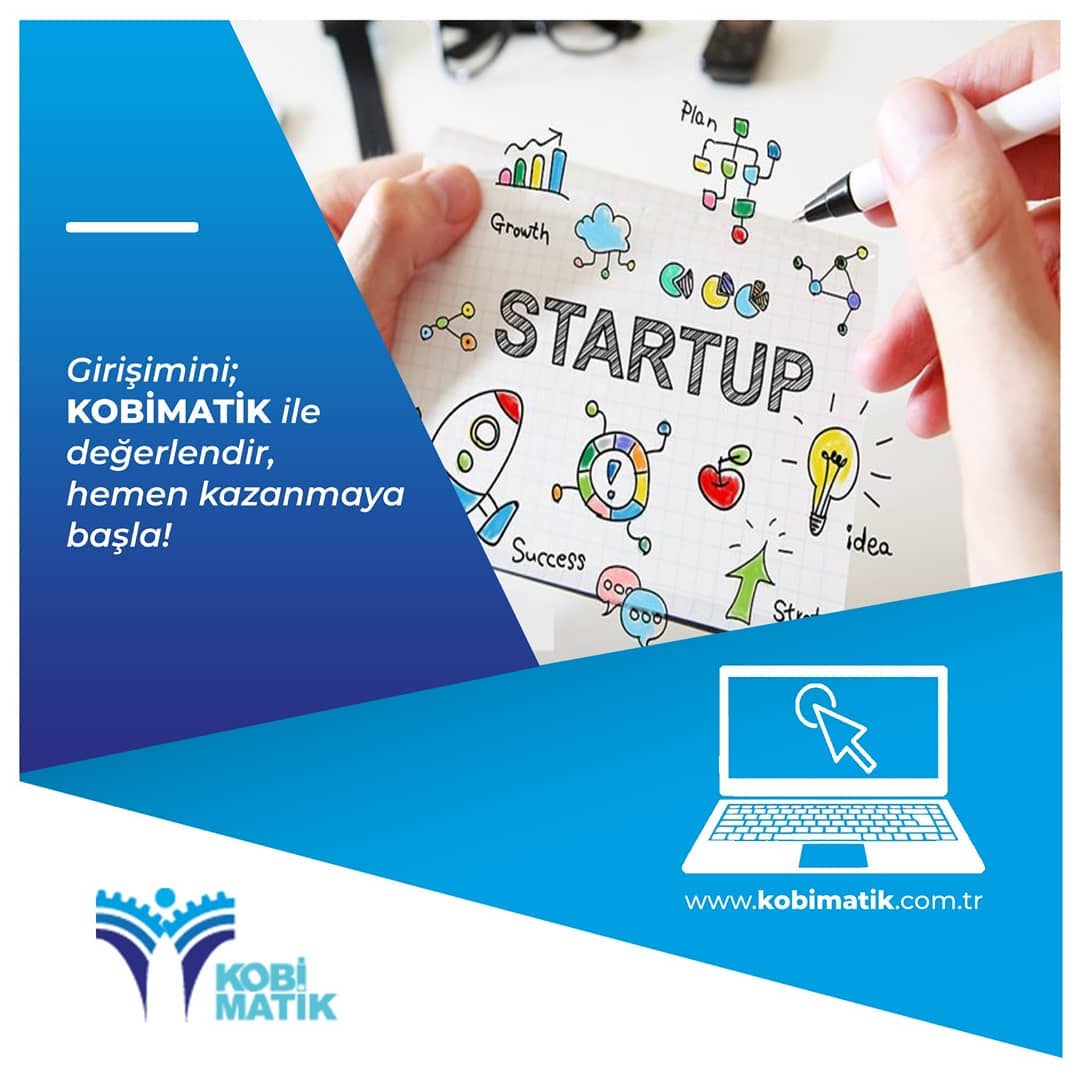 Plan
Growth
STARTUP
Girişimini;
KOBİMATİK ile
değerlendir,
hemen kazanmaya
başla!
idea
Success
www.kobimatik.com.tr
KOBİ
MATİK